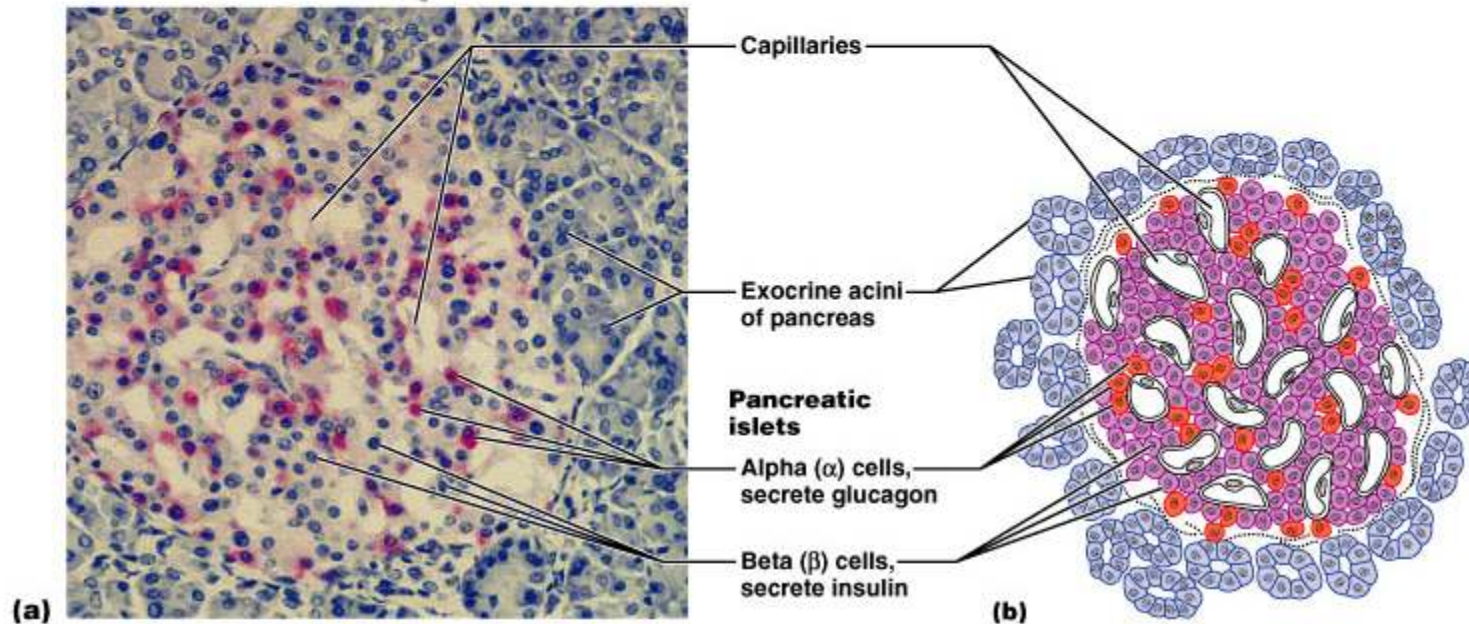 Capillaries
Exocrine acini
of pancreas
Pancreatic
islets
Alpha (α) cells,
secrete glucagon
Beta (β) cells,
secrete insulin
(a)
(b)